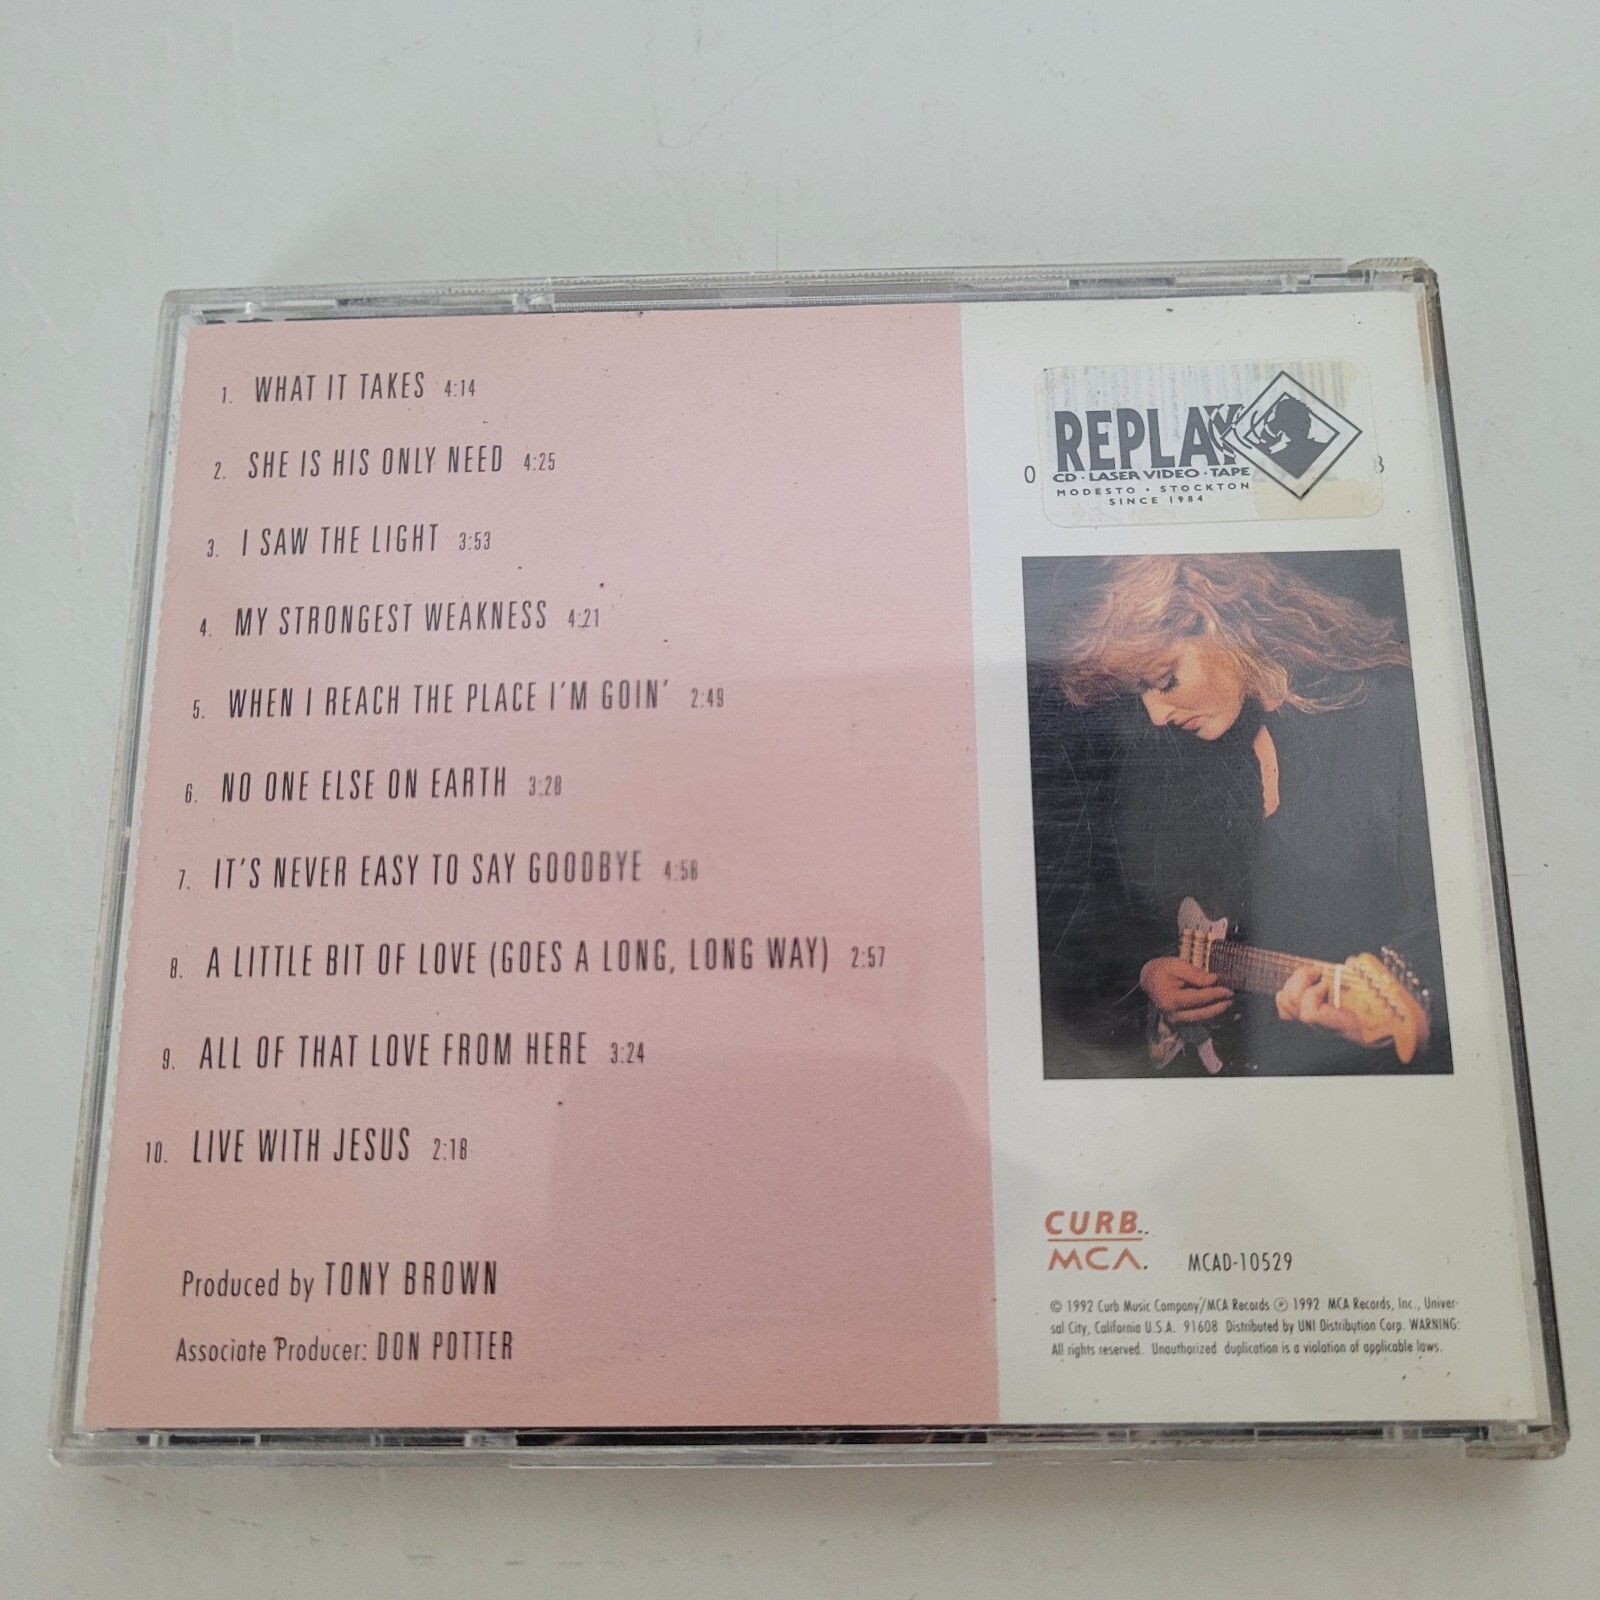 1. WHAT IT TAKES 4:14
2. SHE IS HIS ONLY NEED 4:25
3. I SAW THE LIGHT 3:53
4. MY STRONGEST WEAKNESS 4:21
5. WHEN I REACH THE PLACE I'M GOIN' 2:49
6. NO ONE ELSE ON EARTH 3:28
7. IT'S NEVER EASY TO SAY GOODBYE 4:58
8. A LITTLE BIT OF LOVE (GOES A LONG, LONG WAY) 2:57
9. ALL OF THAT LOVE FROM HERE 3:24
10. LIVE WITH JESUS 2:18
Produced by TONY BROWN
Associate Producer: DON POTTER
REPLAY
CD · LASER VIDEO · TAPE
MODESTO · STOCKTON
SINCE 1984
0
CURB
MCA. MCAD-10529
© 1992 Curb Music Company/MCA Records ℗ 1992 MCA Records, Inc., Univer-
sal City, California U.S.A. 91608 Distributed by UNI Distribution Corp. WARNING:
All rights reserved. Unauthorized duplication is a violation of applicable laws.